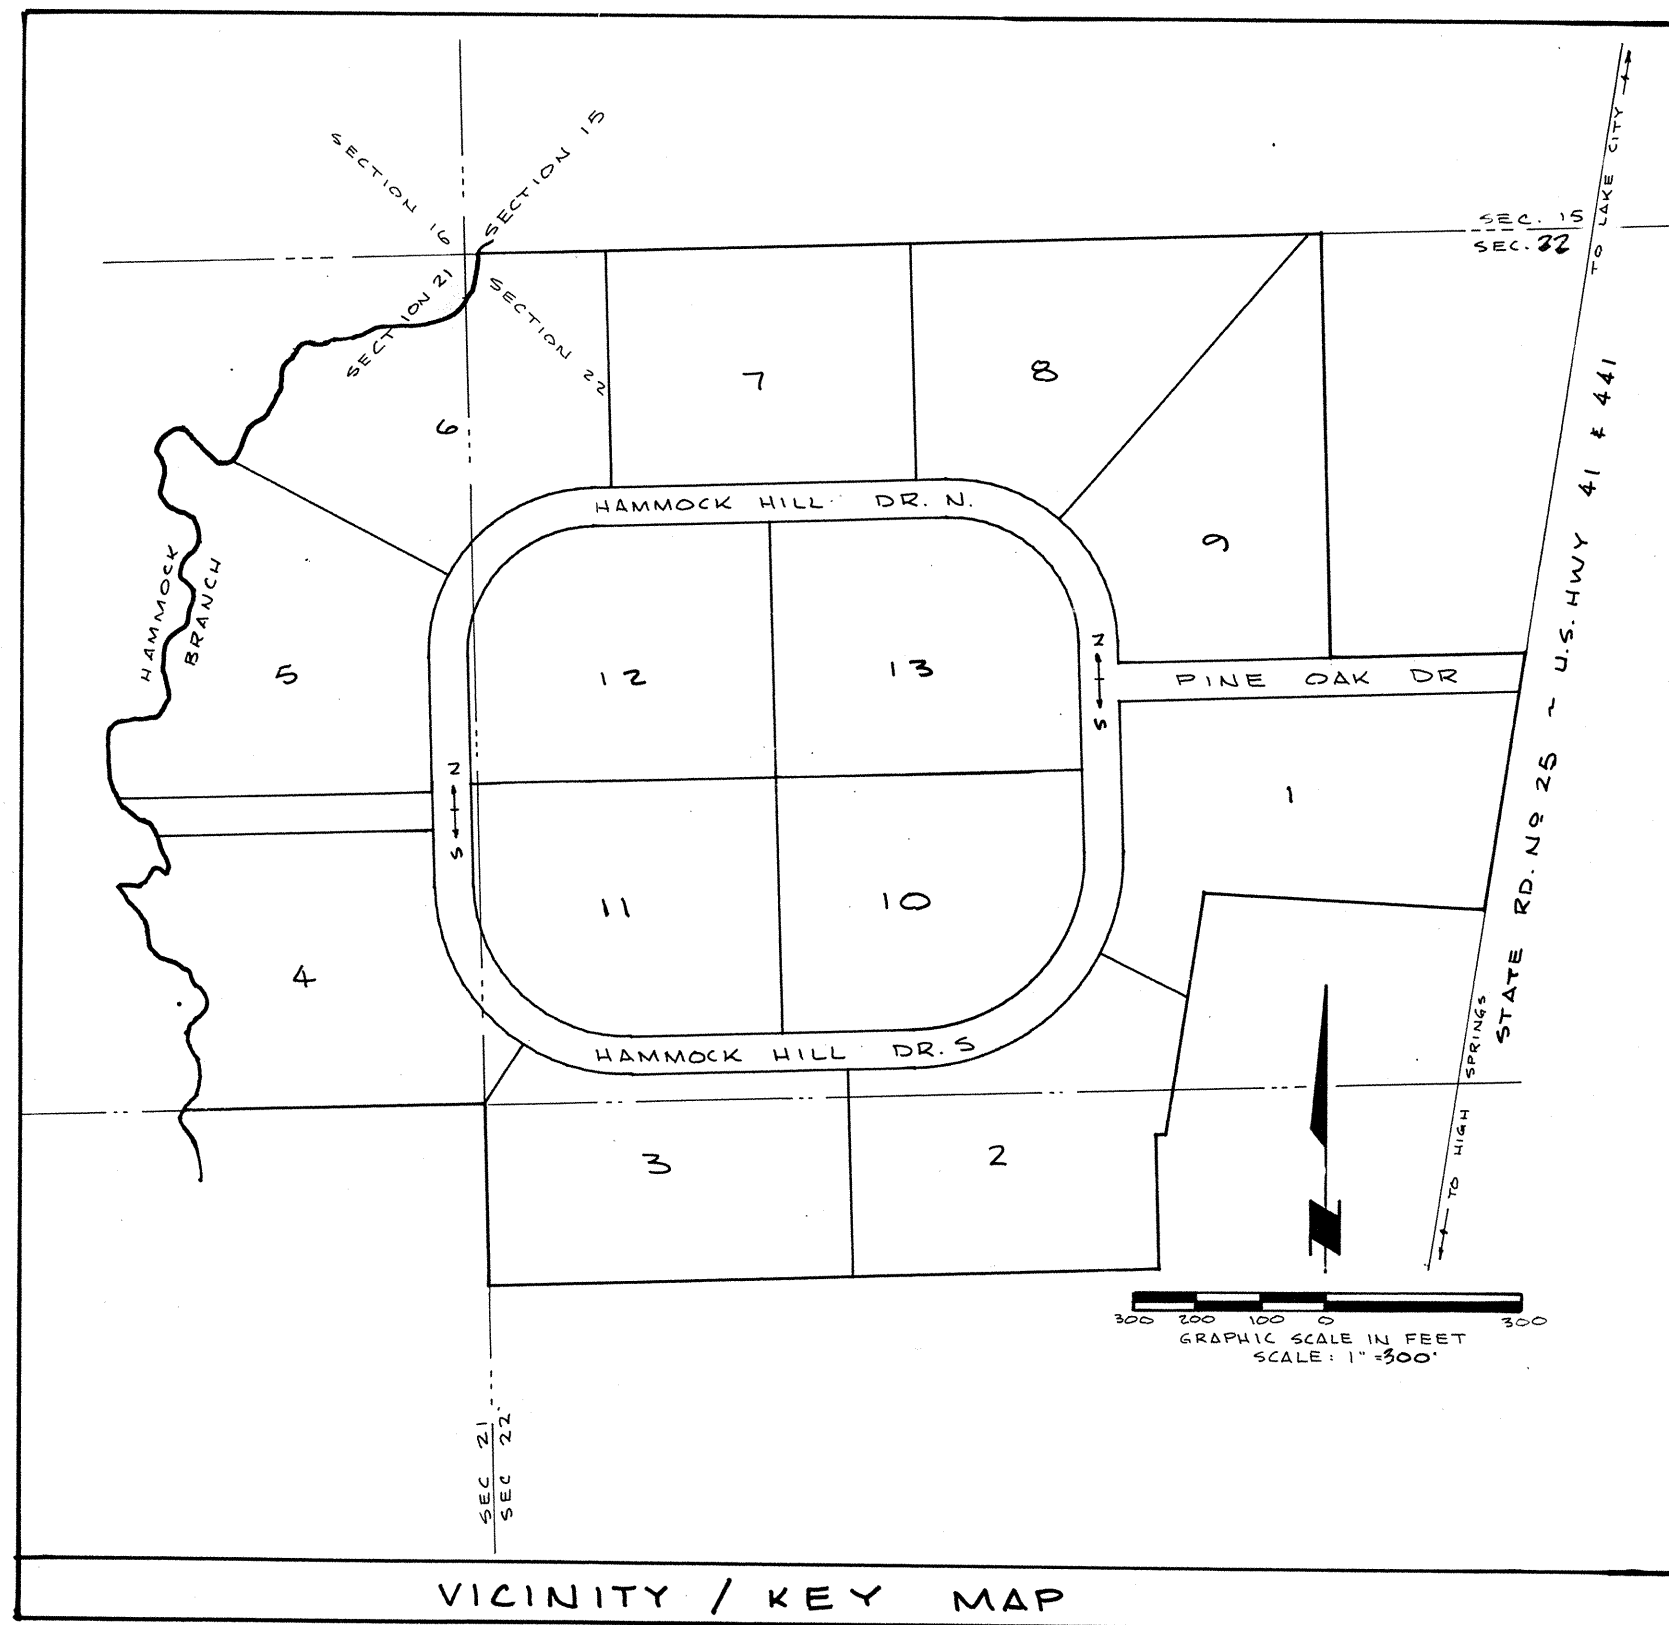 SECTION 16
SECTION 15
SECTION 21
SECTION 22
SEC. 15
SEC. 22
TO LAKE CITY
7
8
6
HAMMOCK HILL DR. N.
9
HAMMOCK
BRANCH
5
12
13
N
S
PINE OAK DR
STATE RD. Nº 25 ~ U.S. HWY 41 & 441
N
S
1
11
10
4
HAMMOCK HILL DR. S
3
2
TO HIGH SPRINGS
N
300 200 100 0 300
GRAPHIC SCALE IN FEET
SCALE: 1" = 300'
SEC 21
SEC 22
VICINITY / KEY MAP